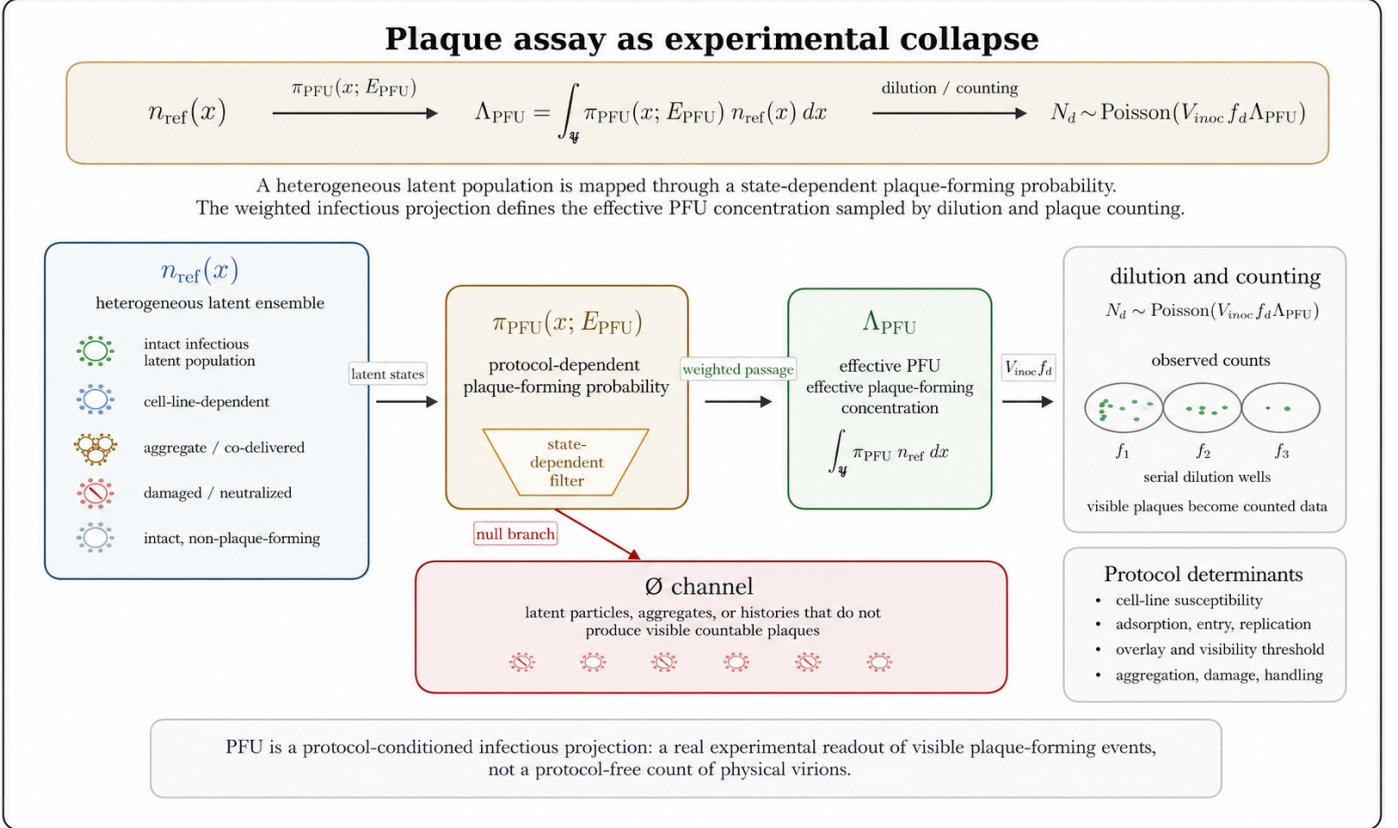 Plaque assay as experimental collapse
n_ref(x)
π_PFU(x; E_PFU)
Λ_PFU = ∫_𝒴 π_PFU(x; E_PFU) n_ref(x) dx
dilution / counting
N_d ~ Poisson(V_inoc f_d Λ_PFU)
A heterogeneous latent population is mapped through a state-dependent plaque-forming probability.
The weighted infectious projection defines the effective PFU concentration sampled by dilution and plaque counting.
n_ref(x)
heterogeneous latent ensemble
intact infectious
latent population
cell-line-dependent
aggregate / co-delivered
damaged / neutralized
intact, non-plaque-forming
latent states
π_PFU(x; E_PFU)
protocol-dependent
plaque-forming probability
state-
dependent
filter
weighted passage
Λ_PFU
effective PFU
effective plaque-forming
concentration
∫_𝒴 π_PFU n_ref dx
V_inoc f_d
dilution and counting
N_d ~ Poisson(V_inoc f_d Λ_PFU)
observed counts
f₁ f₂ f₃
serial dilution wells
visible plaques become counted data
null branch
Ø channel
latent particles, aggregates, or histories that do not
produce visible countable plaques
Protocol determinants
• cell-line susceptibility
• adsorption, entry, replication
• overlay and visibility threshold
• aggregation, damage, handling
PFU is a protocol-conditioned infectious projection: a real experimental readout of visible plaque-forming events,
not a protocol-free count of physical virions.